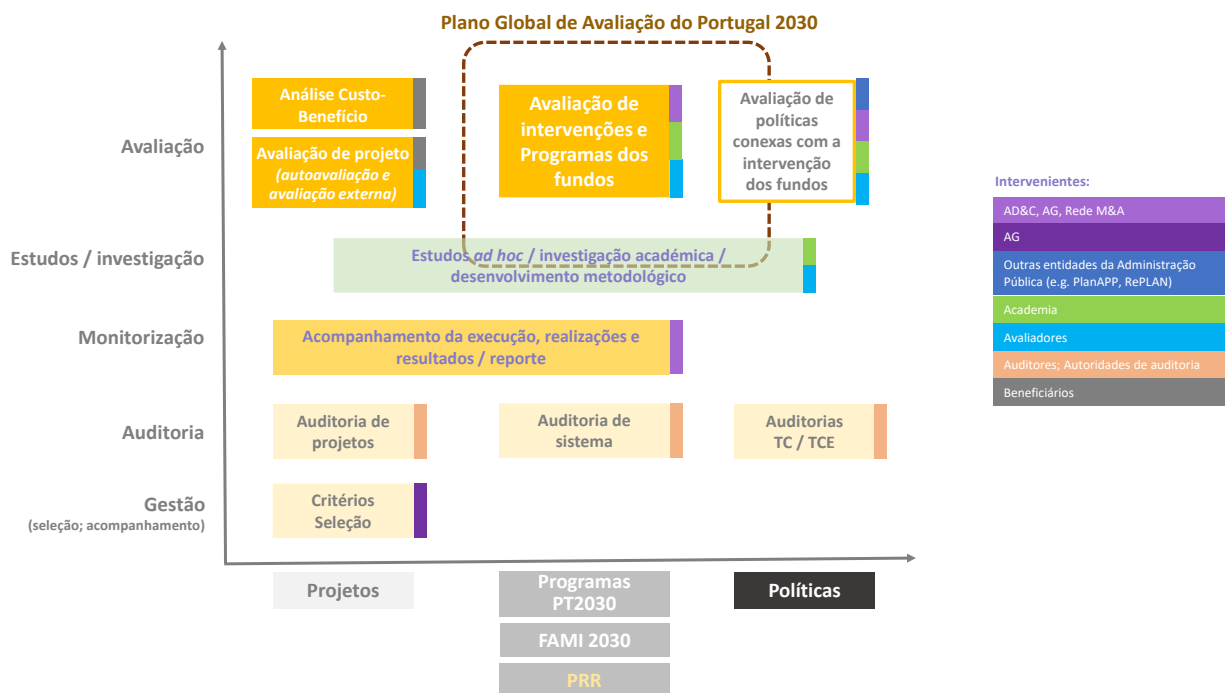 Plano Global de Avaliação do Portugal 2030
Avaliação
Análise Custo-
Benefício
Avaliação de projeto
(autoavaliação e
avaliação externa)
Avaliação de
intervenções e
Programas dos
fundos
Avaliação de
políticas
conexas com a
intervenção
dos fundos
Estudos / investigação
Estudos ad hoc / investigação académica /
desenvolvimento metodológico
Monitorização
Acompanhamento da execução, realizações e
resultados / reporte
Auditoria
Auditoria de
projetos
Auditoria de
sistema
Auditorias
TC / TCE
Gestão
(seleção; acompanhamento)
Critérios
Seleção
Projetos
Programas
PT2030
FAMI 2030
PRR
Políticas
Intervenientes:
AD&C, AG, Rede M&A
AG
Outras entidades da Administração
Pública (e.g. PlanAPP, RePLAN)
Academia
Avaliadores
Auditores; Autoridades de auditoria
Beneficiários